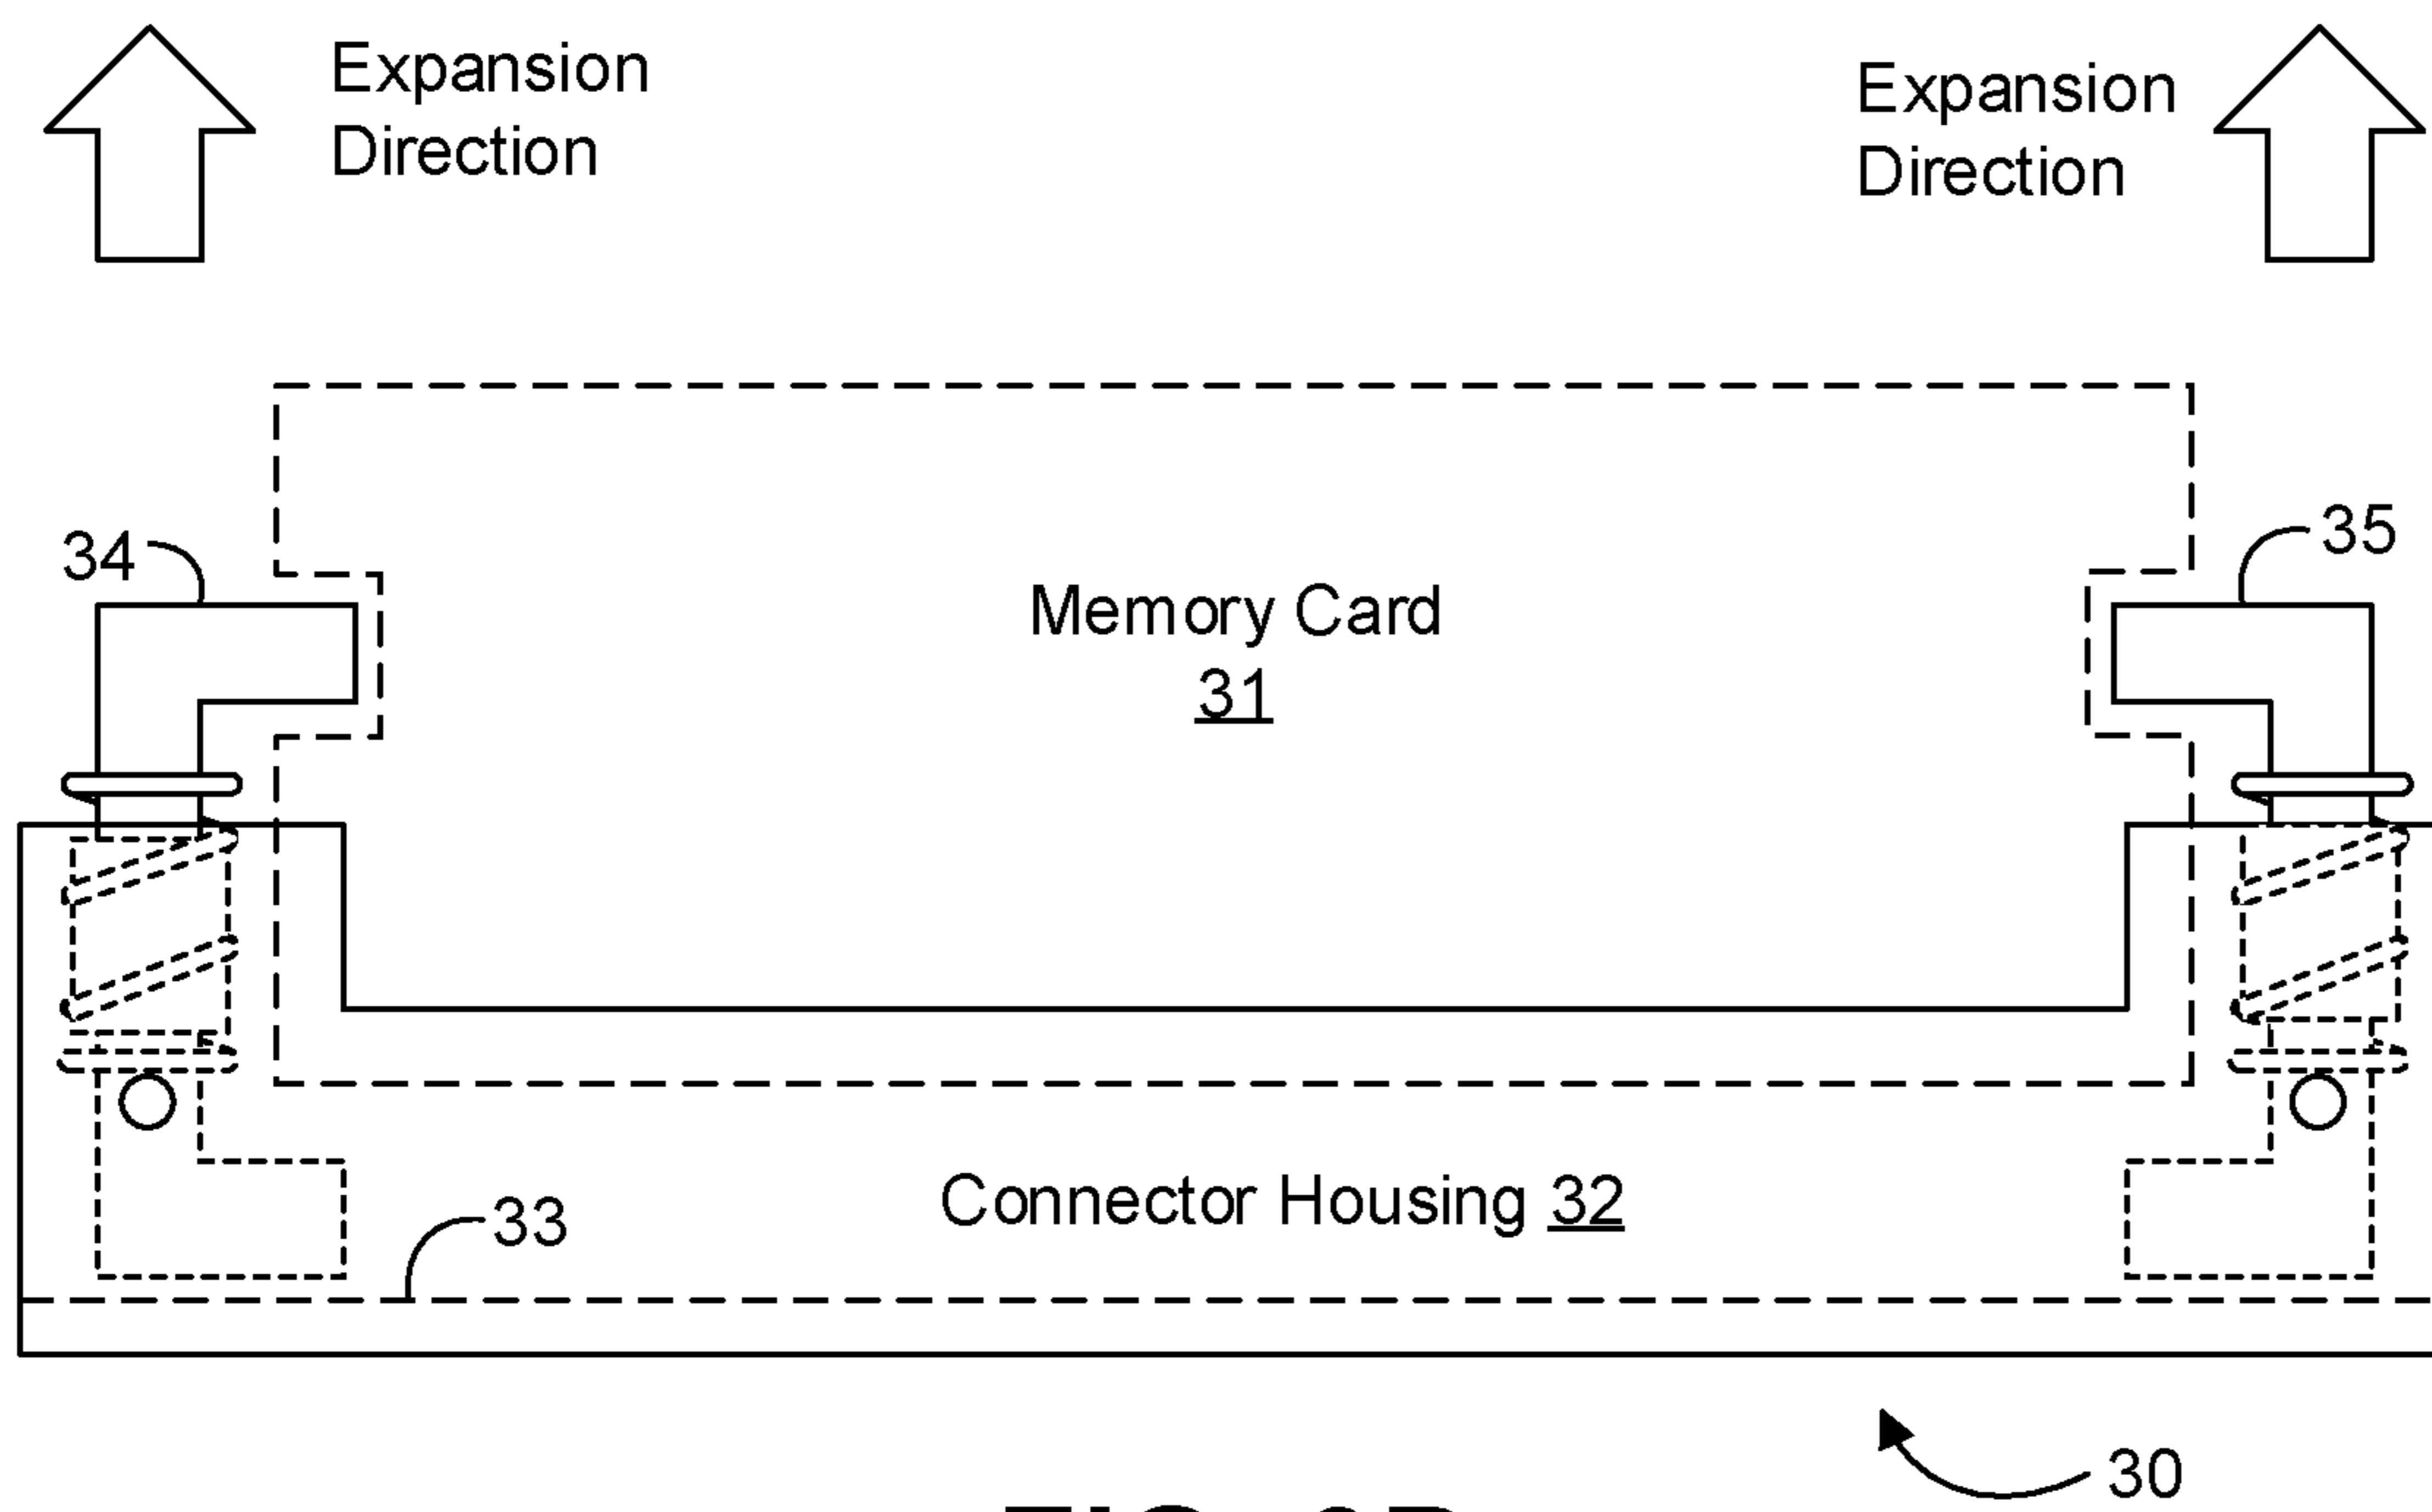 Expansion
Direction
Expansion
Direction
34
35
Memory Card
31
33
Connector Housing 32
30